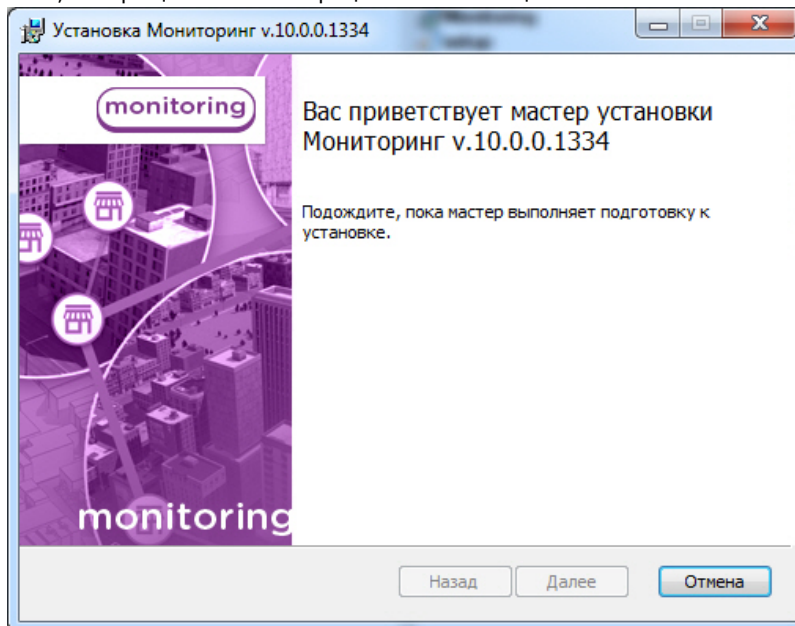 Установка Мониторинг v.10.0.0.1334
monitoring
Вас приветствует мастер установки
Мониторинг v.10.0.0.1334
Подождите, пока мастер выполняет подготовку к
установке.
monitoring
Назад
Далее
Отмена